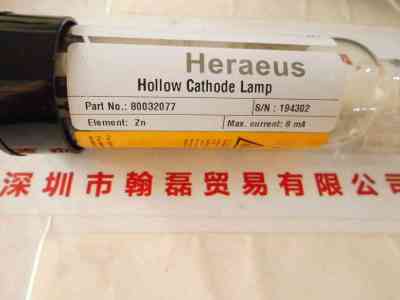 Heraeus
Hollow Cathode Lamp
Part No.: 80032077 S/N : 194302
Element: Zn Max. current: 8 mA
深圳市翰磊贸易有限公司